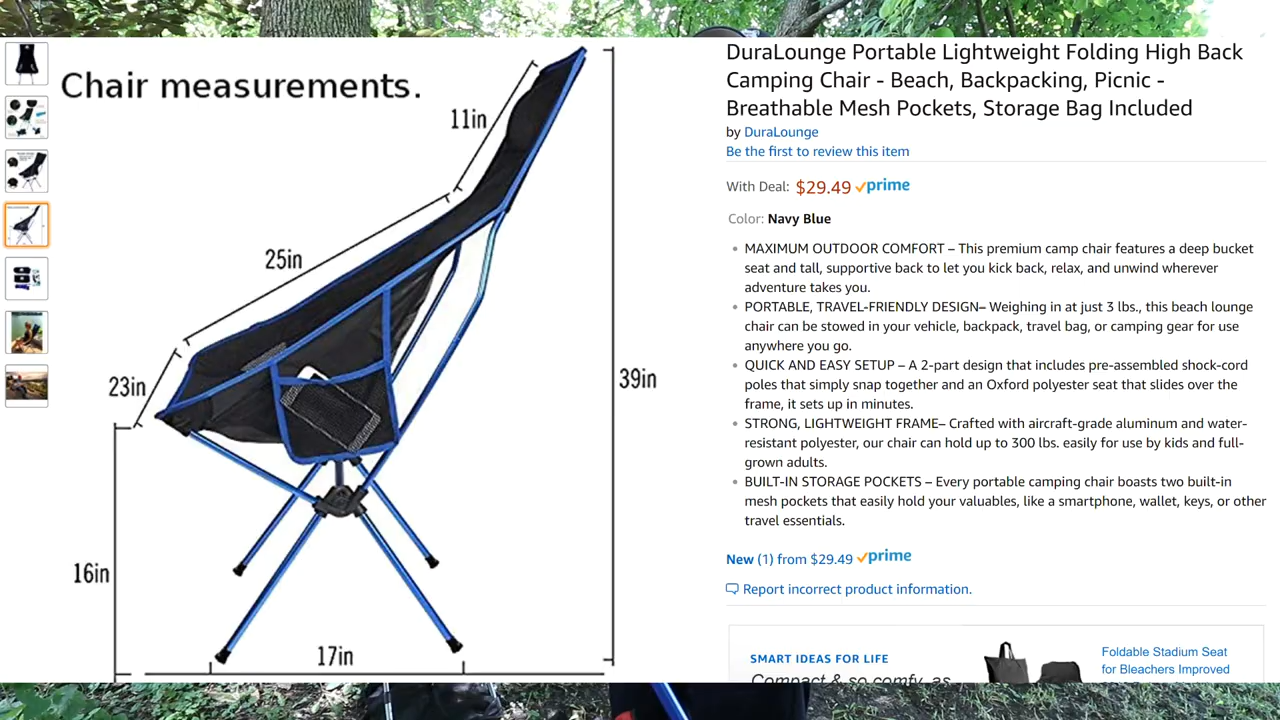 Chair measurements.
11in
25in
23in
39in
16in
17in
DuraLounge Portable Lightweight Folding High Back
Camping Chair - Beach, Backpacking, Picnic -
Breathable Mesh Pockets, Storage Bag Included
by DuraLounge
Be the first to review this item
With Deal: $29.49 prime
Color: Navy Blue
• MAXIMUM OUTDOOR COMFORT – This premium camp chair features a deep bucket
seat and tall, supportive back to let you kick back, relax, and unwind wherever
adventure takes you.
• PORTABLE, TRAVEL-FRIENDLY DESIGN– Weighing in at just 3 lbs., this beach lounge
chair can be stowed in your vehicle, backpack, travel bag, or camping gear for use
anywhere you go.
• QUICK AND EASY SETUP – A 2-part design that includes pre-assembled shock-cord
poles that simply snap together and an Oxford polyester seat that slides over the
frame, it sets up in minutes.
• STRONG, LIGHTWEIGHT FRAME– Crafted with aircraft-grade aluminum and water-
resistant polyester, our chair can hold up to 300 lbs. easily for use by kids and full-
grown adults.
• BUILT-IN STORAGE POCKETS – Every portable camping chair boasts two built-in
mesh pockets that easily hold your valuables, like a smartphone, wallet, keys, or other
travel essentials.
New (1) from $29.49 prime
Report incorrect product information.
SMART IDEAS FOR LIFE
Compact & so comfy, as
Foldable Stadium Seat
for Bleachers Improved